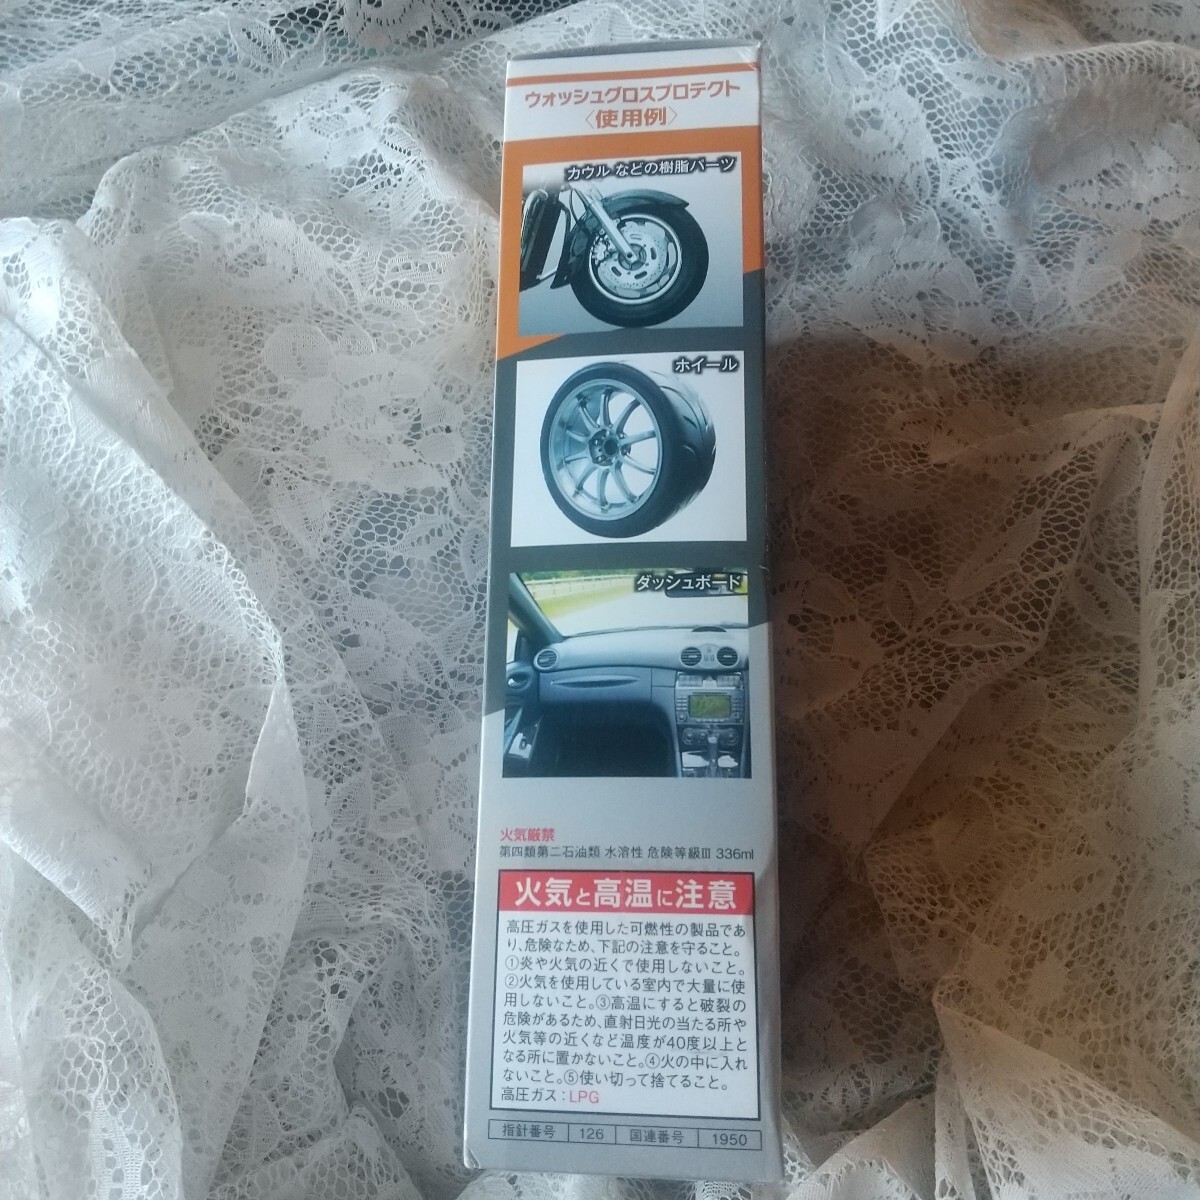 ウォッシュグロスプロテクト
〈使用例〉
カウル などの樹脂パーツ
ホイール
ダッシュボード
火気厳禁
第四類第二石油類 水溶性 危険等級Ⅲ 336ml
火気と高温に注意
高圧ガスを使用した可燃性の製品であ
り、危険なため、下記の注意を守ること。
①炎や火気の近くで使用しないこと。
②火気を使用している室内で大量に使
用しないこと。③高温にすると破裂の
危険があるため、直射日光の当たる所や
火気等の近くなど温度が40度以上と
なる所に置かないこと。④火の中に入れ
ないこと。⑤使い切って捨てること。
高圧ガス：LPG
指針番号 126 国連番号 1950